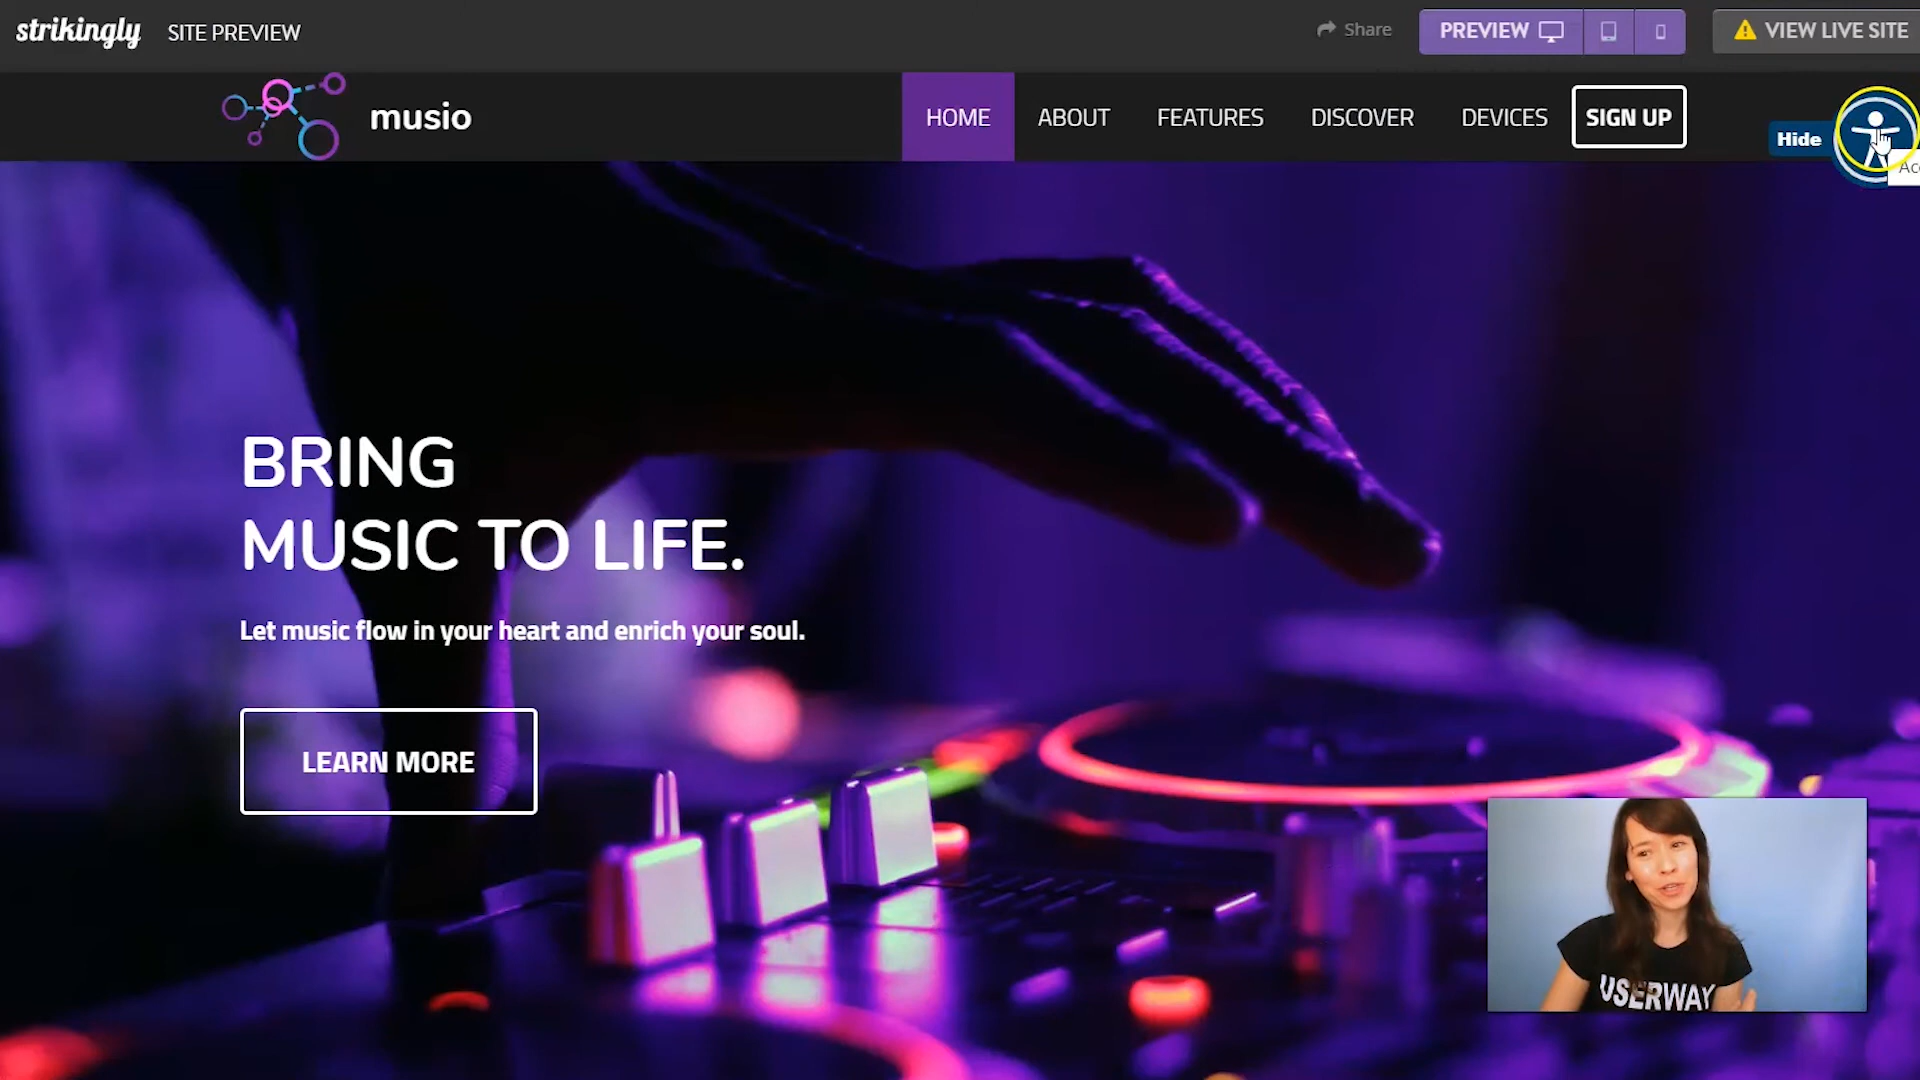 strikingly SITE PREVIEW Share PREVIEW VIEW LIVE SITE
musio HOME ABOUT FEATURES DISCOVER DEVICES SIGN UP Hide
BRING
MUSIC TO LIFE.
Let music flow in your heart and enrich your soul.
LEARN MORE
USERWAY